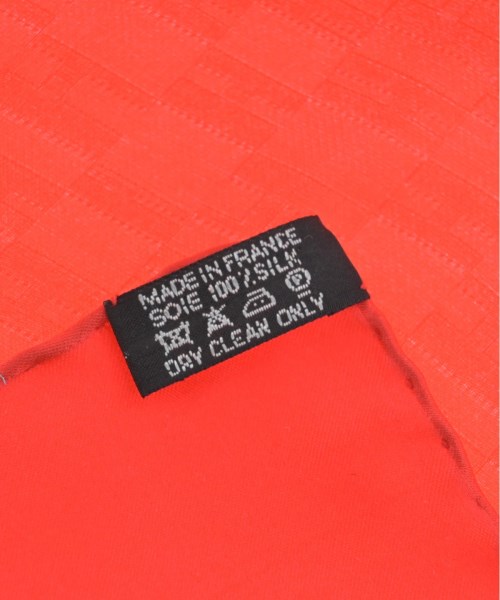 MADE IN FRANCE
SOIE 100% SILK
P
DRY CLEAN ONLY